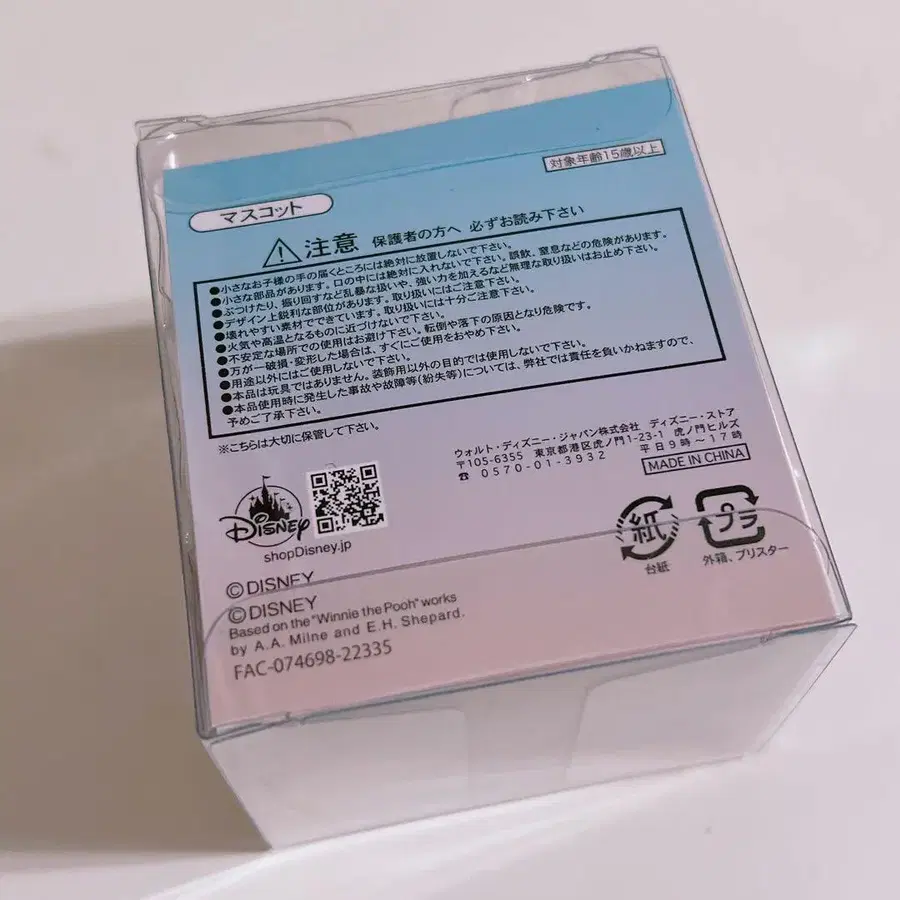 対象年齢15歳以上
マスコット
注意 保護者の方へ 必ずお読み下さい
●小さなお子様の手の届くところには絶対に放置しないで下さい。
●小さな部品があります。口の中には絶対に入れないで下さい。誤飲、窒息などの危険があります。
●ぶつけたり、振り回すなど乱暴な扱いや、強い力を加えるなど無理な取り扱いはお止め下さい。
●デザイン上鋭利な部位があります。取り扱いにはご注意下さい。
●壊れやすい素材でできています。取り扱いには十分ご注意下さい。
●火気や高温となるものに近づけないで下さい。
●不安定な場所での使用はお避け下さい。転倒や落下の原因となり危険です。
●万が一破損・変形した場合は、すぐにご使用をおやめ下さい。
●用途以外にはご使用しないで下さい。
●本品は玩具ではありません。装飾用以外の目的では使用しないで下さい。
●本品使用時に発生した事故や故障等(紛失等)については、弊社では責任を負いかねますので、
予めご了承下さい。
※こちらは大切に保管して下さい。
ウォルト・ディズニー・ジャパン株式会社 ディズニー・ストア
〒105-6355 東京都港区虎ノ門1-23-1 虎ノ門ヒルズ
☎0570-01-3932 平日9時〜17時
MADE IN CHINA
Disney
shopDisney.jp
紙
台紙
プラ
外箱、ブリスター
©DISNEY
©DISNEY
Based on the "Winnie the Pooh" works
by A.A. Milne and E.H. Shepard.
FAC-074698-22335